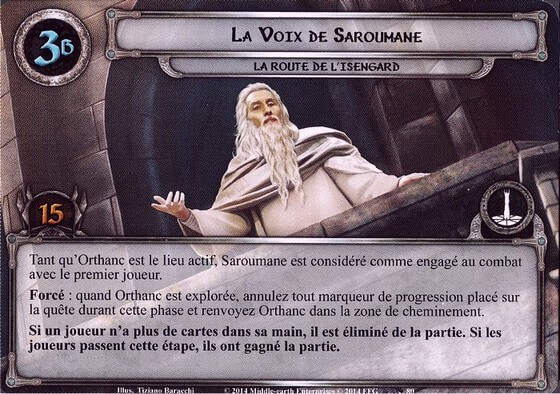 3B
LA VOIX DE SAROUMANE
LA ROUTE DE L'ISENGARD
15
Tant qu'Orthanc est le lieu actif, Saroumane est considéré comme engagé au combat
avec le premier joueur.
Forcé : quand Orthanc est explorée, annulez tout marqueur de progression placé sur
la quête durant cette phase et renvoyez Orthanc dans la zone de cheminement.
Si un joueur n'a plus de cartes dans sa main, il est éliminé de la partie. Si les
joueurs passent cette étape, ils ont gagné la partie.
Illus. Tiziano Baracchi © 2014 Middle-earth Enterprises © 2014 FFG 80